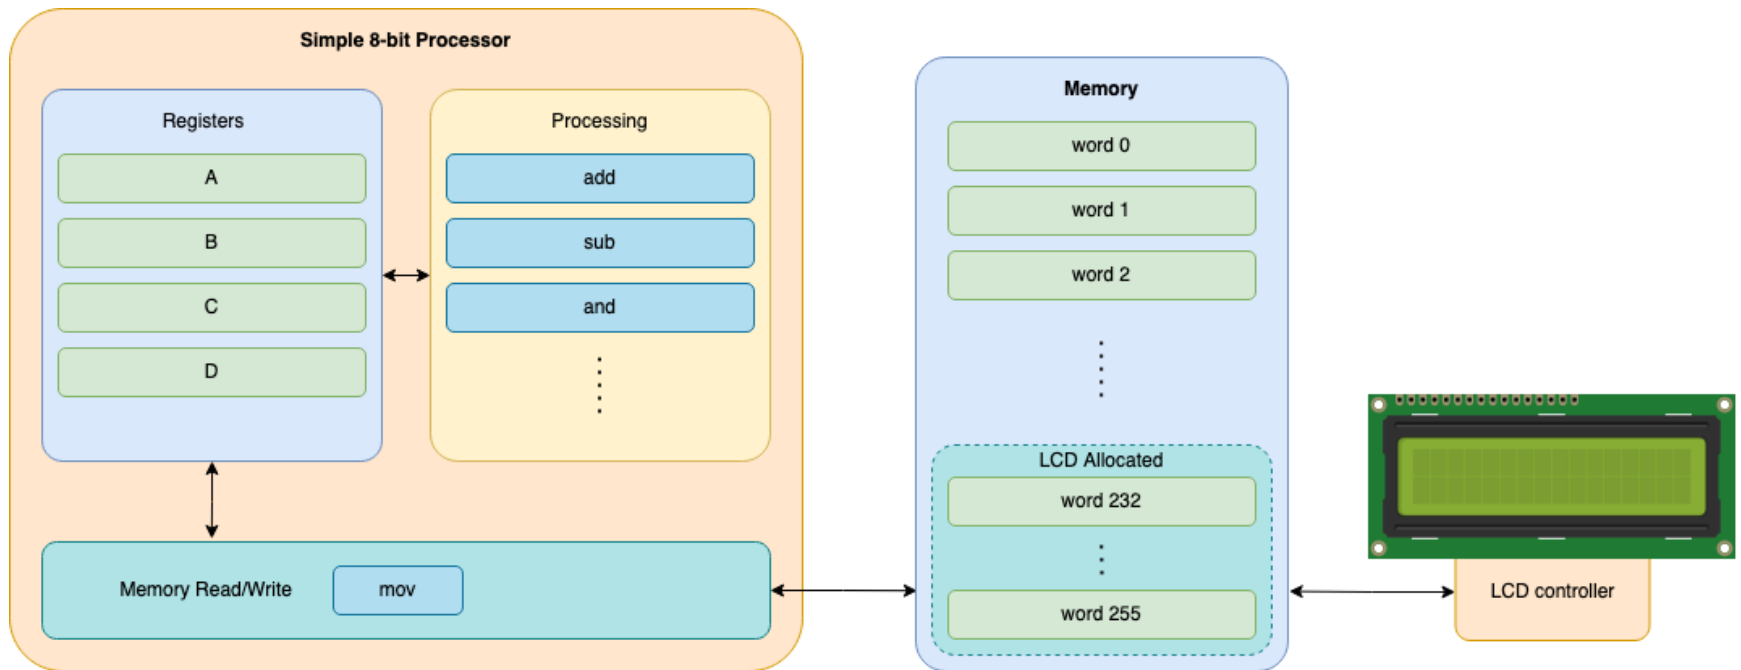 Simple 8-bit Processor
Registers
A
B
C
D
Processing
add
sub
and
Memory Read/Write
mov
Memory
word 0
word 1
word 2
LCD Allocated
word 232
word 255
LCD controller